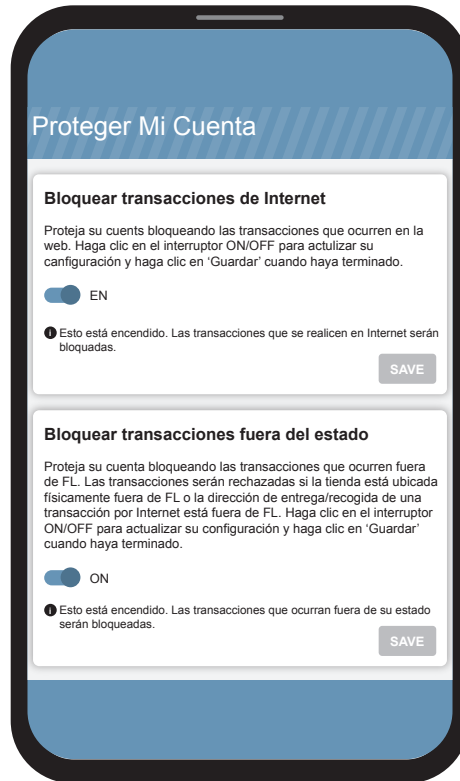 Proteger Mi Cuenta
Bloquear transacciones de Internet
Proteja su cuents bloqueando las transacciones que ocurren en la
web. Haga clic en el interruptor ON/OFF para actulizar su
canfiguración y haga clic en ‘Guardar’ cuando haya terminado.
EN
Esto está encendido. Las transacciones que se realicen en Internet serán
bloquadas.
SAVE
Bloquear transacciones fuera del estado
Proteja su cuenta bloqueando las transacciones que ocurren fuera
de FL. Las transacciones serán rechazadas si la tienda está ubicada
físicamente fuera de FL o la dirección de entrega/recogida de una
transacción por Internet está fuera de FL. Haga clic en el interruptor
ON/OFF para actualizar su configuración y haga clic en ‘Guardar’
cuando haya terminado.
ON
Esto está encendido. Las transacciones que ocurran fuera de su estado
serán bloqueadas.
SAVE